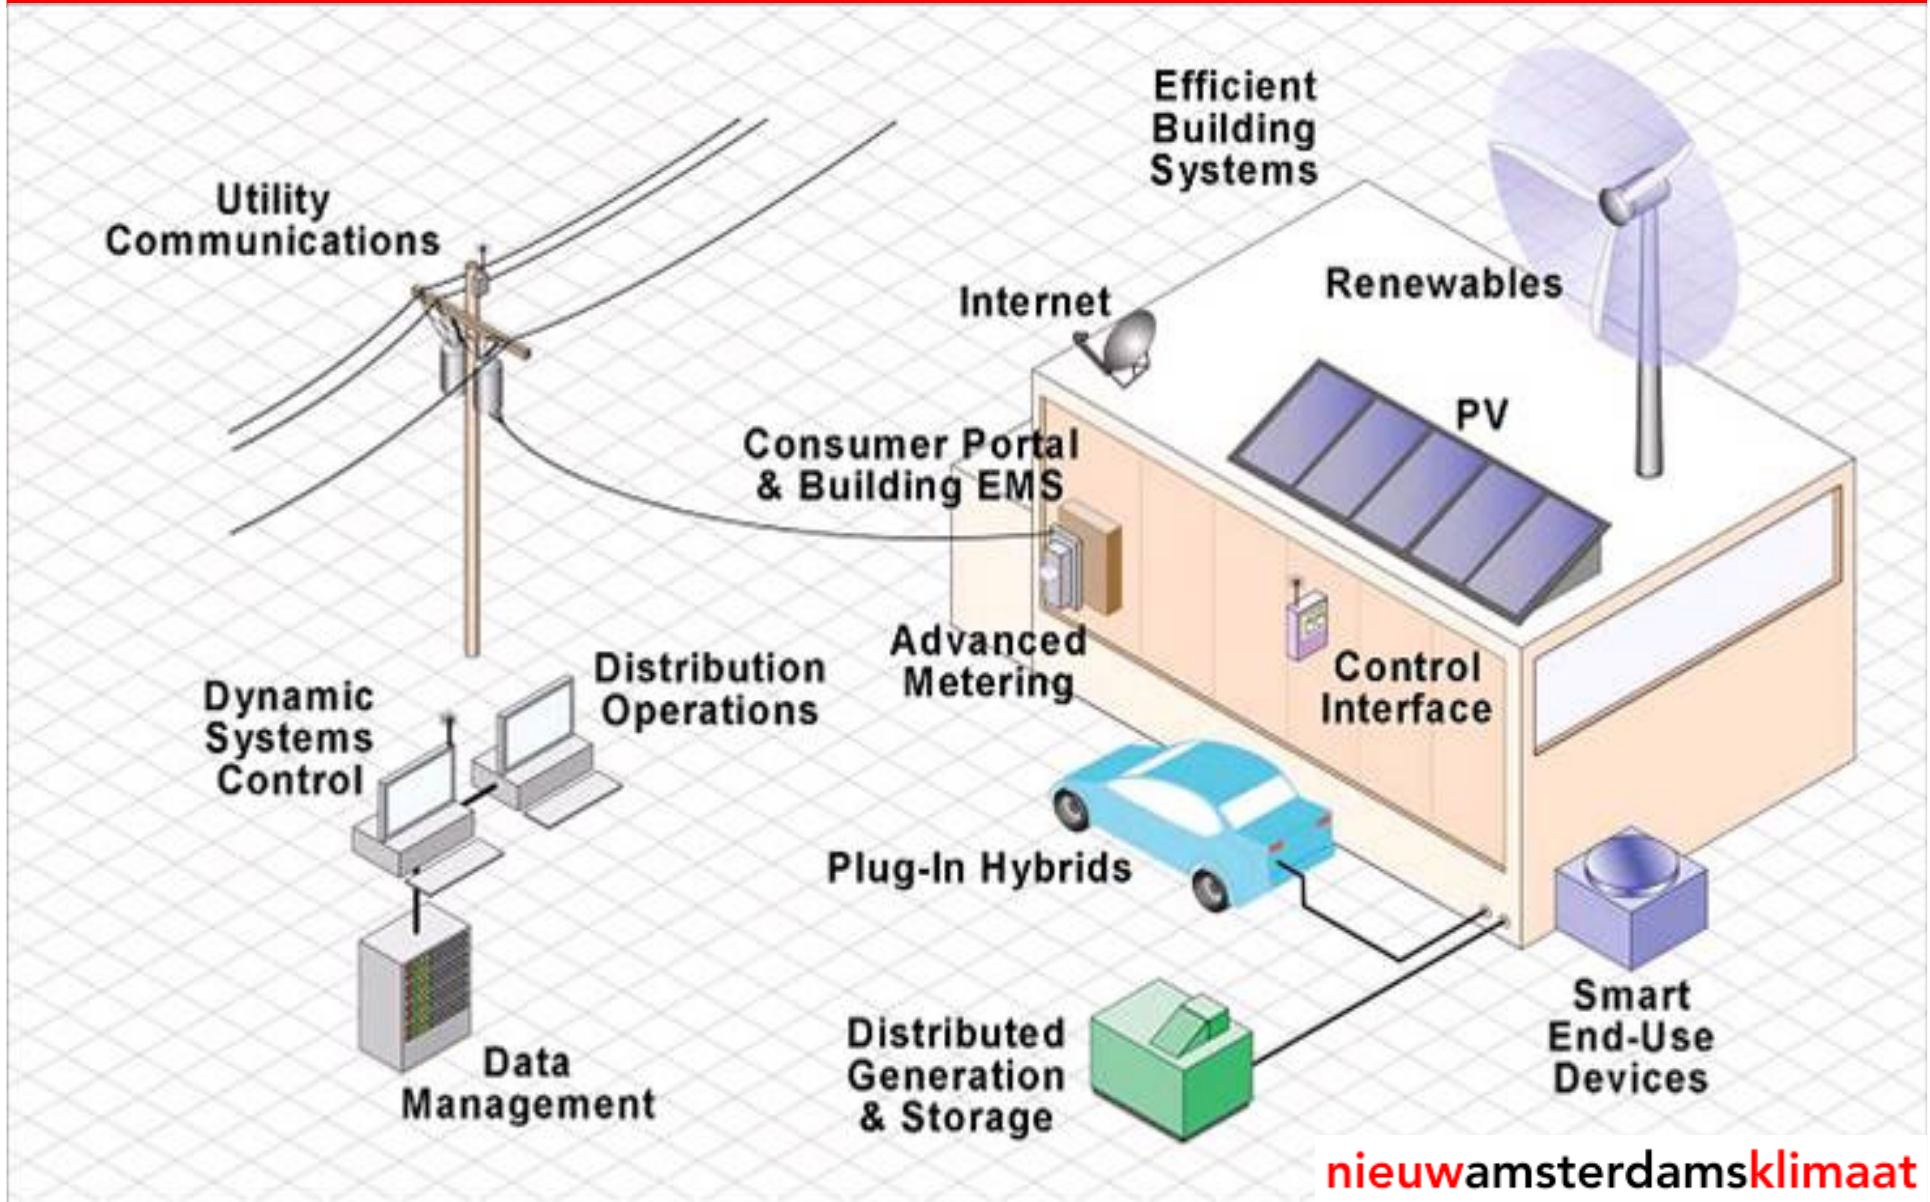 Efficient
Building
Systems
Utility
Communications
Internet
Renewables
PV
Consumer Portal
& Building EMS
Advanced
Metering
Control
Interface
Distribution
Operations
Dynamic
Systems
Control
Plug-In Hybrids
Data
Management
Distributed
Generation
& Storage
Smart
End-Use
Devices
nieuwamsterdamsklimaat